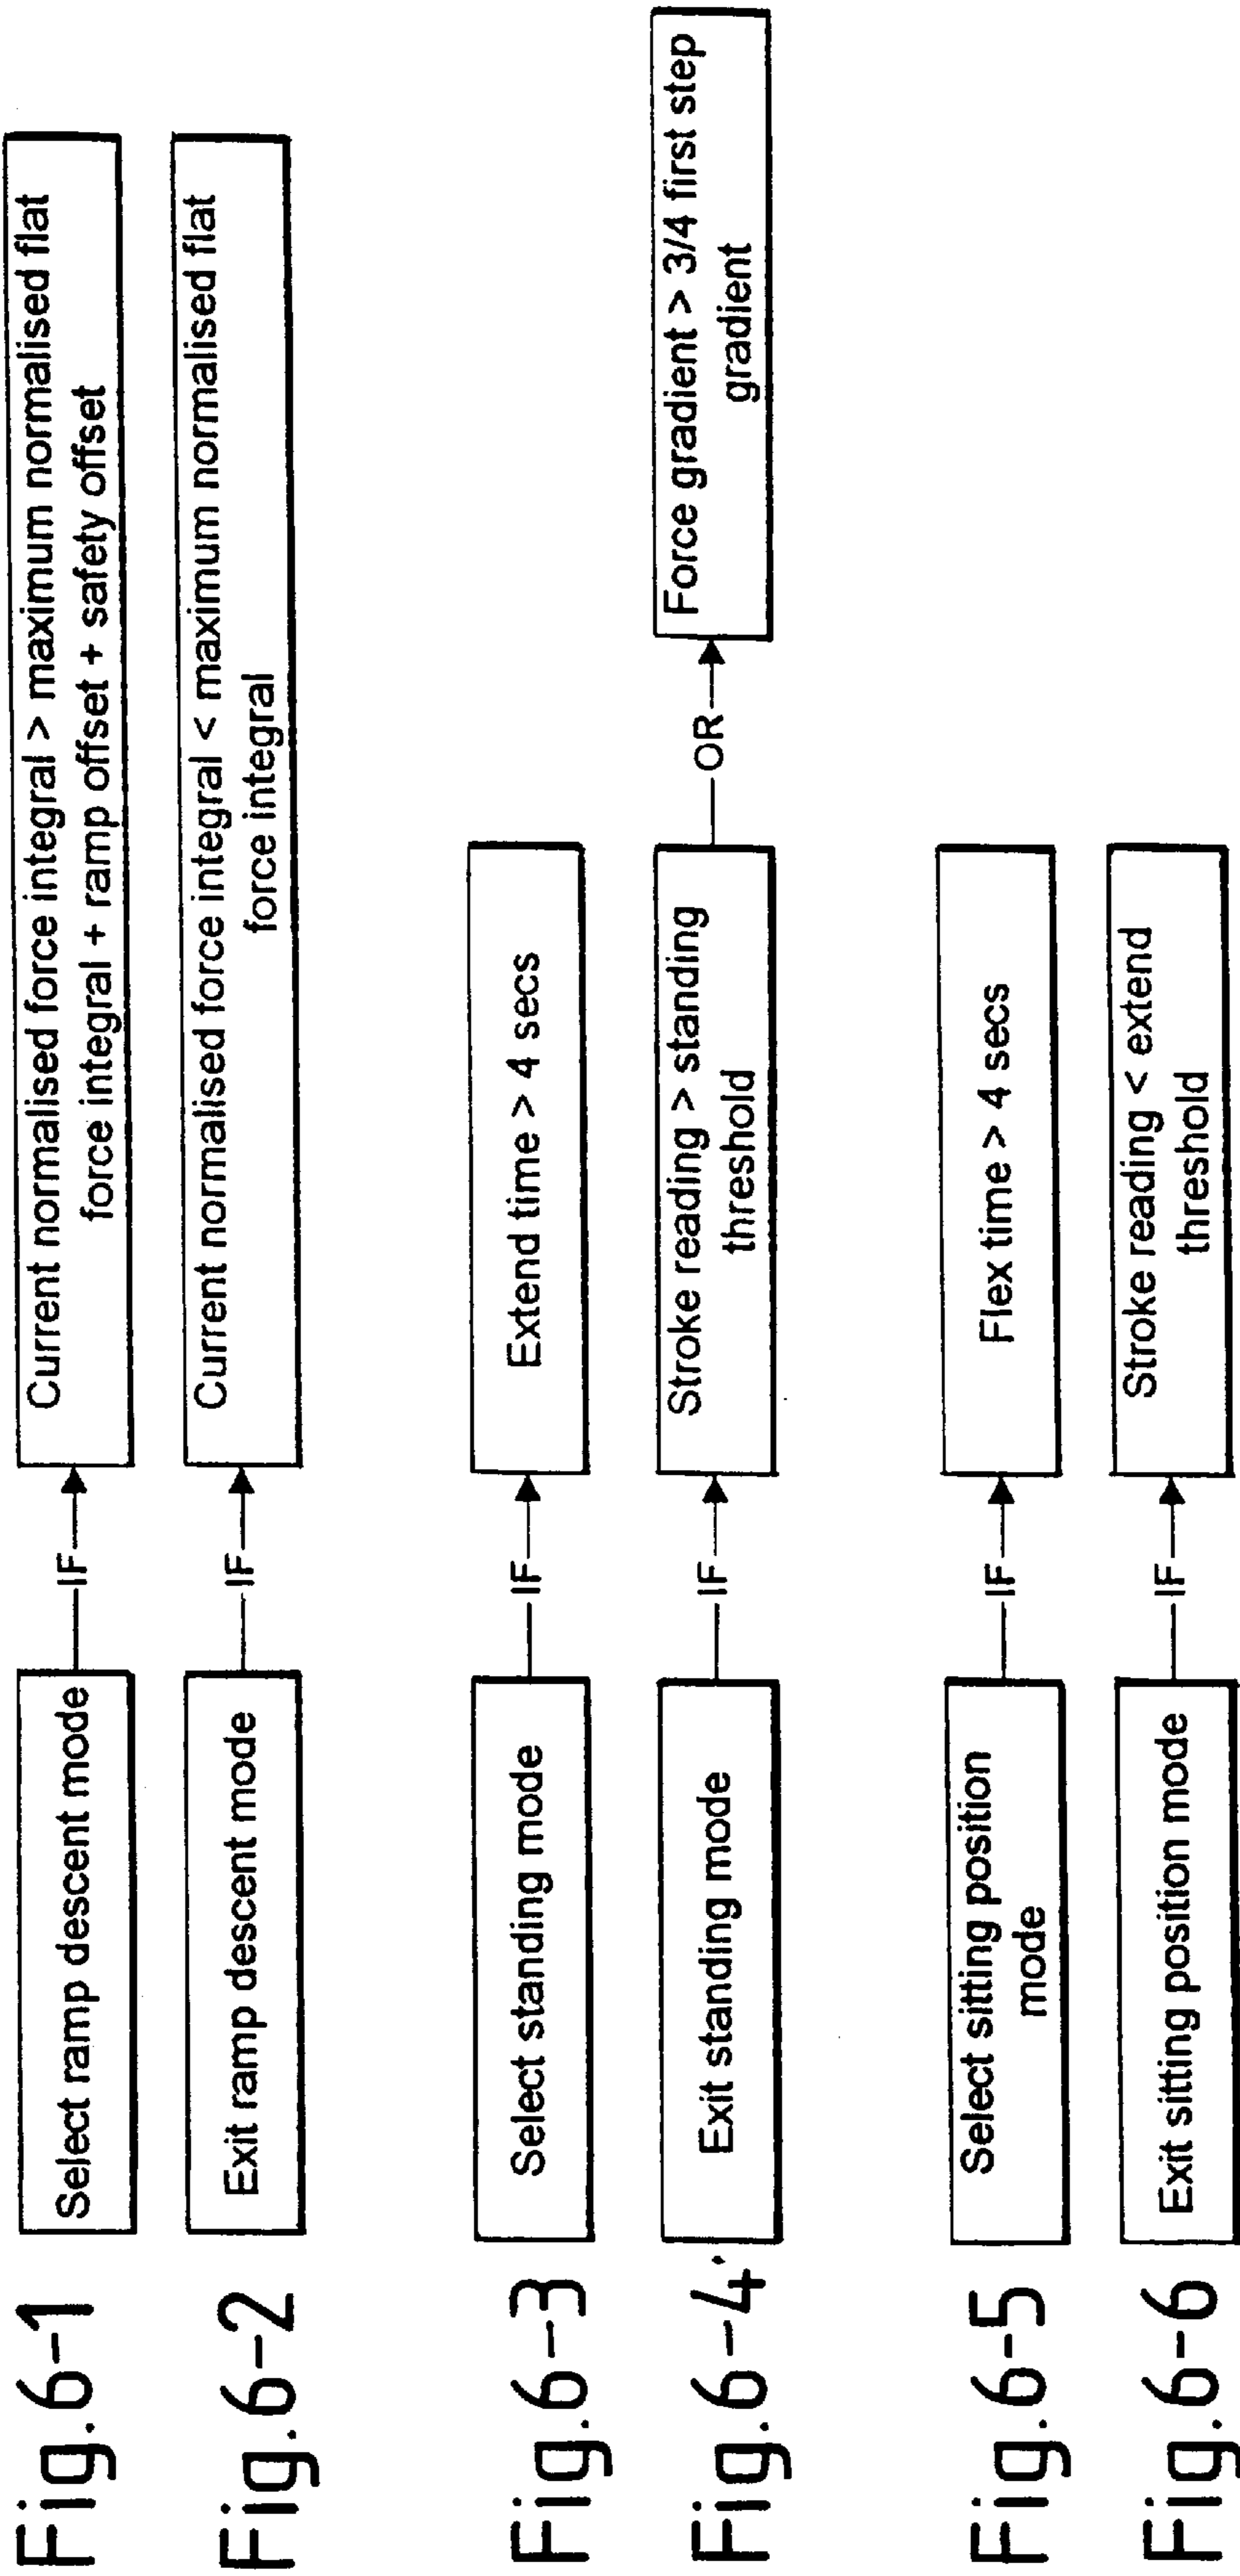 Fig.6-1
Select ramp descent mode
IF
Current normalised force integral > maximum normalised flat
force integral + ramp offset + safety offset
Fig.6-2
Exit ramp descent mode
IF
Current normalised force integral < maximum normalised flat
force integral
Fig.6-3
Select standing mode
IF
Extend time > 4 secs
Fig.6-4
Exit standing mode
IF
Stroke reading > standing
threshold
OR
Force gradient > 3/4 first step
gradient
Fig.6-5
Select sitting position
mode
IF
Flex time > 4 secs
Fig.6-6
Exit sitting position mode
IF
Stroke reading < extend
threshold